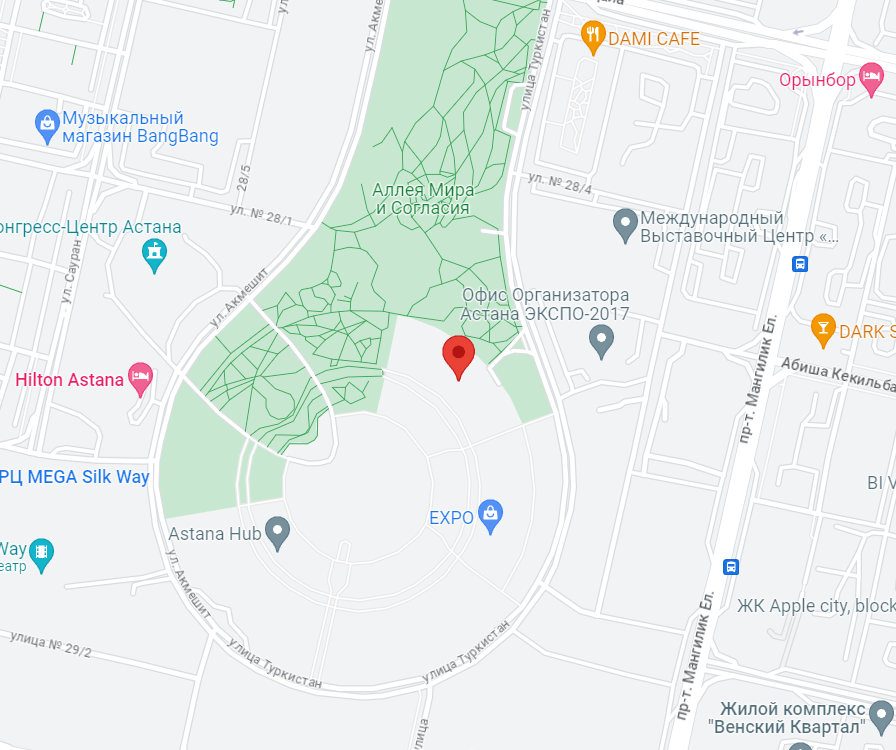 ул. Акме
улица Туркистан
DAMI CAFE
Орынбор
Музыкальный
магазин BangBang
28/5
Аллея Мира
и Согласия
ул. № 28/4
ул. № 28/1
Международный
Выставочный Центр «...
онгресс-Центр Астана
ул. Сауран
ул. Акмешит
Офис Организатора
Астана ЭКСПО-2017
DARK S
Абиша Кекильба
пр-т. Мангилик Ел.
Hilton Astana
РЦ MEGA Silk Way
BI V
EXPO
Astana Hub
Way
еатр
ул. Акмешит
ЖК Apple city, block
улица № 29/2
улица Туркистан
улица Туркистан
пр-т. Мангилик Ел.
улица
Жилой комплекс
"Венский Квартал"